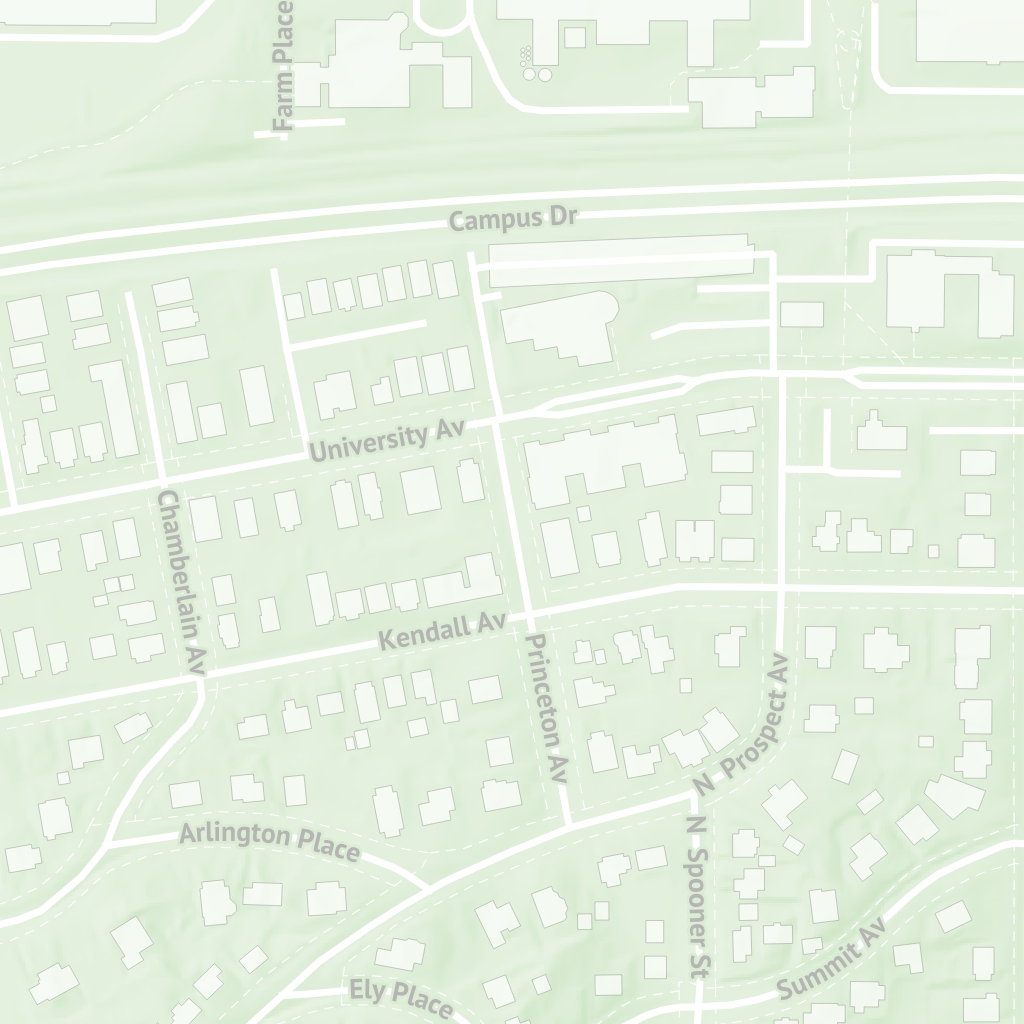 Farm Place
Campus Dr
University Av
Chamberlain Av
Kendall Av
Princeton Av
N Prospect Av
Arlington Place
N Spooner St
Summit Av
Ely Place